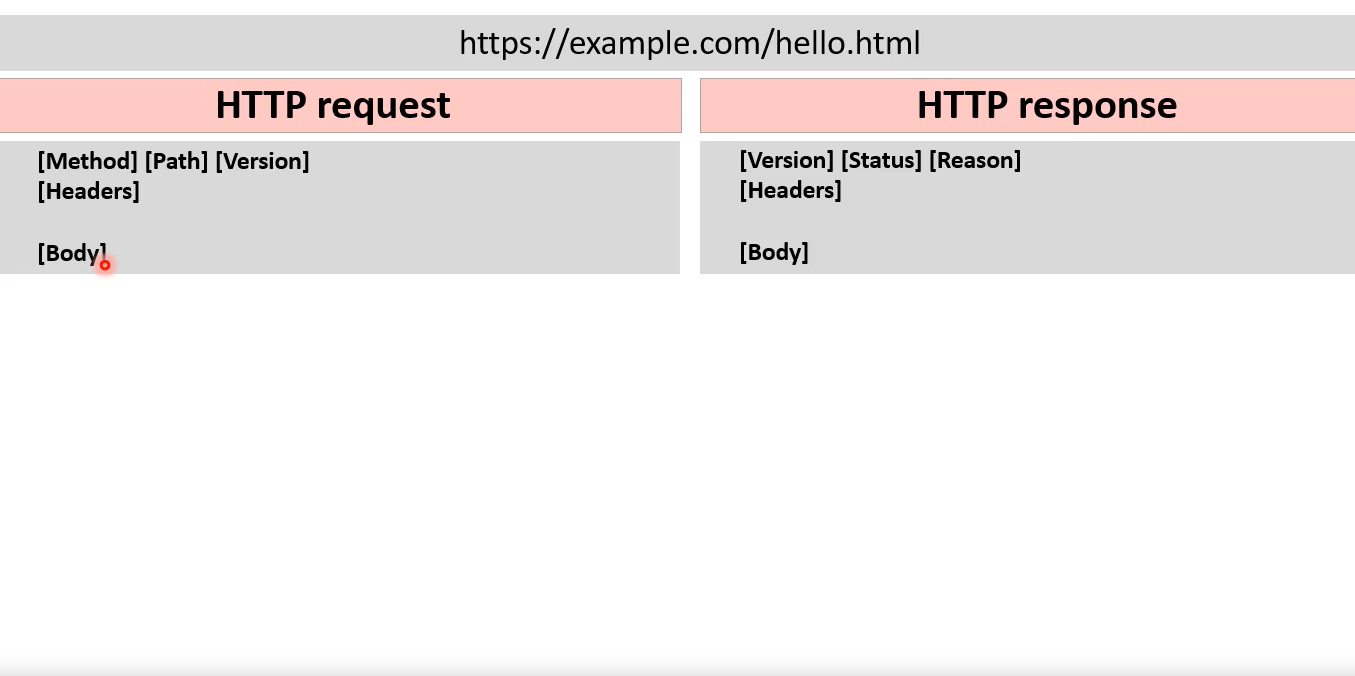 https://example.com/hello.html
HTTP request
[Method] [Path] [Version]
[Headers]
[Body]
HTTP response
[Version] [Status] [Reason]
[Headers]
[Body]